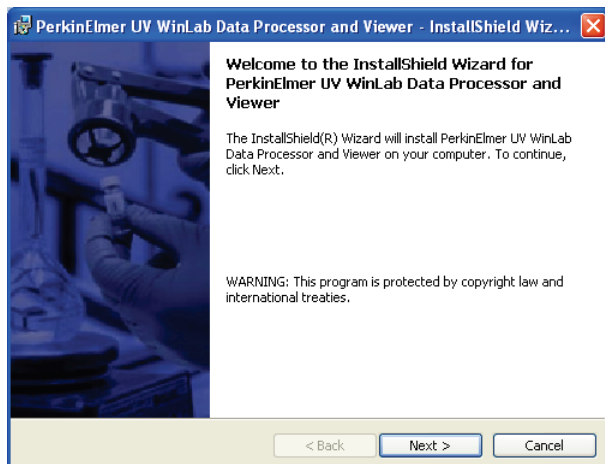 PerkinElmer UV WinLab Data Processor and Viewer - InstallShield Wiz...
Welcome to the InstallShield Wizard for
PerkinElmer UV WinLab Data Processor and
Viewer
The InstallShield(R) Wizard will install PerkinElmer UV WinLab
Data Processor and Viewer on your computer. To continue,
click Next.
WARNING: This program is protected by copyright law and
international treaties.
< Back Next > Cancel